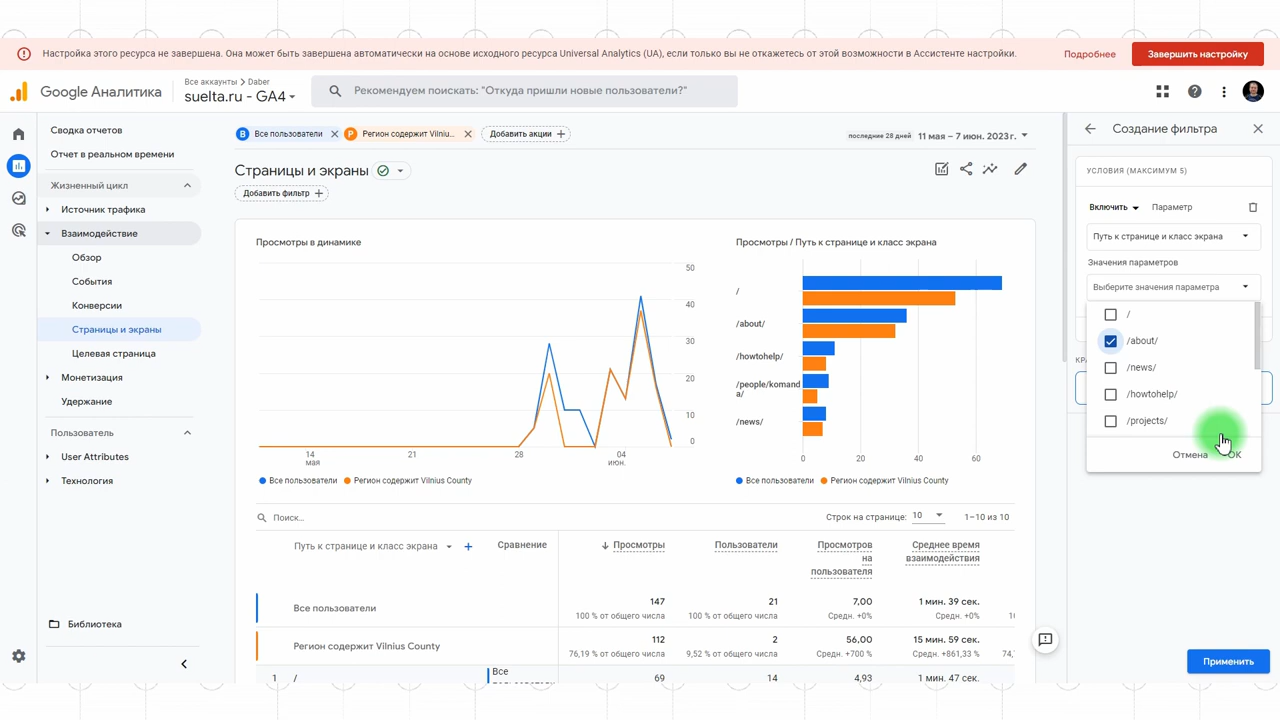 Настройка этого ресурса не завершена. Она может быть завершена автоматически на основе исходного ресурса Universal Analytics (UA), если только вы не откажетесь от этой возможности в Ассистенте настройки.
Подробнее
Завершить настройку
Google Аналитика
Все аккаунты > Daber
suelta.ru - GA4
Рекомендуем поискать: "Откуда пришли новые пользователи?"
Сводка отчетов
Отчет в реальном времени
Жизненный цикл
Источник трафика
Взаимодействие
Обзор
События
Конверсии
Страницы и экраны
Целевая страница
Монетизация
Удержание
Пользователь
User Attributes
Технология
Библиотека
В Все пользователи
Р Регион содержит Vilniu...
Добавить акции +
последние 28 дней
11 мая – 7 июн. 2023 г.
Страницы и экраны
Добавить фильтр +
Просмотры в динамике
50
40
30
20
10
0
14
мая
21
28
04
июн.
Все пользователи
Регион содержит Vilnius County
Просмотры / Путь к странице и класс экрана
/
/about/
/howtohelp/
/people/komand
a/
/news/
0
20
40
60
Все пользователи
Регион содержит Vilnius County
Поиск...
Строк на странице:
10
1–10 из 10
Путь к странице и класс экрана
+
Сравнение
Просмотры
Пользователи
Просмотров
на
пользователя
Среднее время
взаимодействия
Все пользователи
147
21
7,00
1 мин. 39 сек.
100 % от общего числа
100 % от общего числа
Средн. +0%
Средн. +0%
Регион содержит Vilnius County
112
2
56,00
15 мин. 59 сек.
76,19 % от общего числа
9,52 % от общего числа
Средн. +700 %
Средн. +861,33 %
74,
1
/
Все
69
14
4,93
1 мин. 47 сек.
Создание фильтра
УСЛОВИЯ (МАКСИМУМ 5)
Включить
Параметр
Путь к странице и класс экрана
Значения параметров
Выберите значения параметра
/
/about/
/news/
/howtohelp/
/projects/
Отмена
OK
Применить